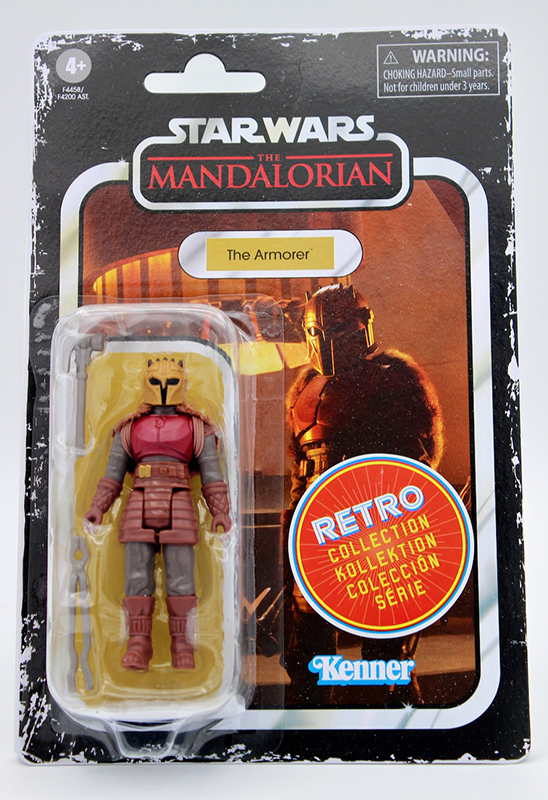 4+
F4458/
F4200 AST.
WARNING:
CHOKING HAZARD–Small parts.
Not for children under 3 years.
STAR WARS
THE
MANDALORIAN
The Armorer™
RETRO
COLLECTION
KOLLEKTION
COLECCIÓN
SÉRIE
Kenner